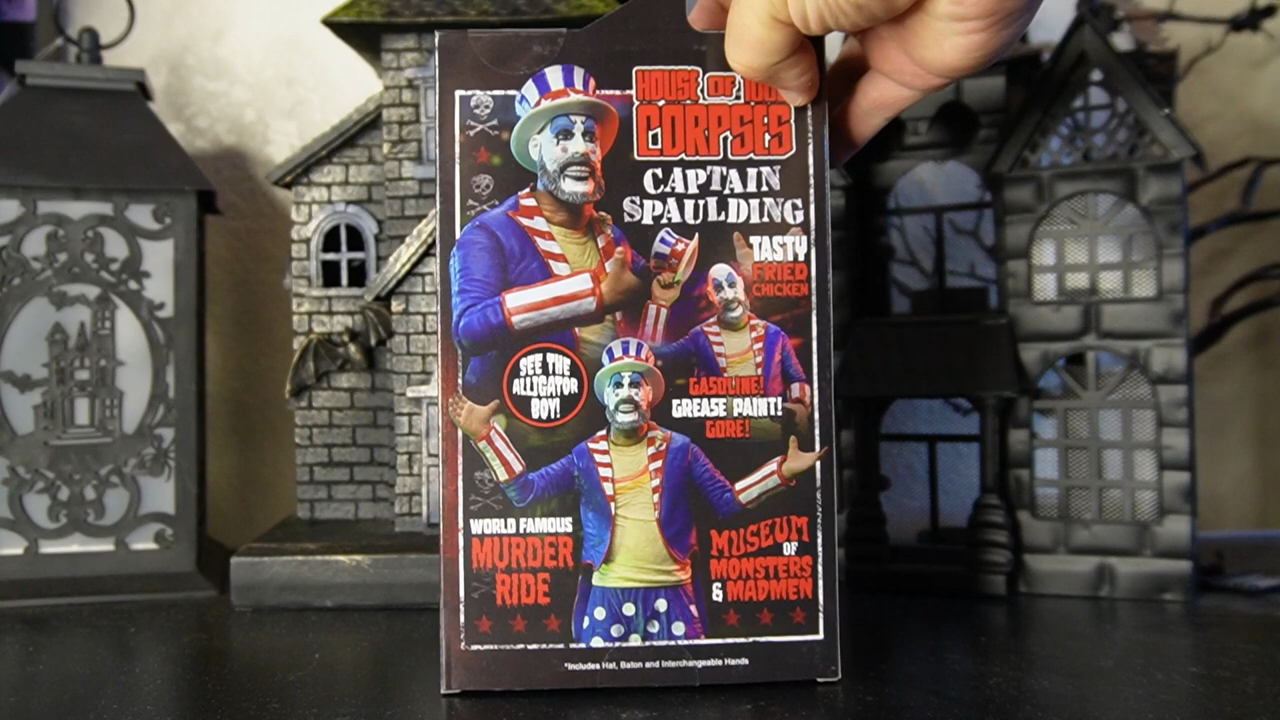 HOUSE OF
CORPSES
CAPTAIN
SPAULDING
TASTY
FRIED
CHICKEN
SEE THE
ALLIGATOR
BOY!
GASOLINE!
GREASE PAINT!
GORE!
WORLD FAMOUS
MURDER
RIDE
MUSEUM
OF
MONSTERS
& MADMEN
*Includes Hat, Baton and Interchangeable Hands